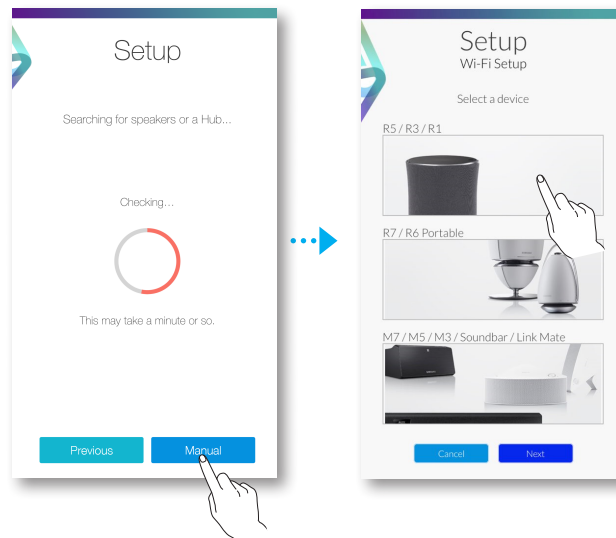 Setup
Searching for speakers or a Hub...
Checking...
This may take a minute or so.
Previous
Manual
Setup
Wi-Fi Setup
Select a device
R5 / R3 / R1
R7 / R6 Portable
M7 / M5 / M3 / Soundbar / Link Mate
Cancel
Next